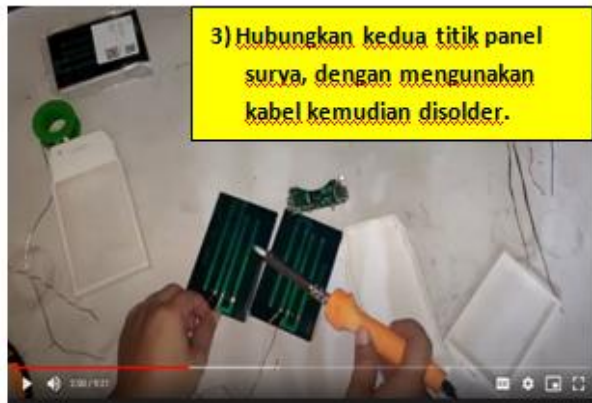 3) Hubungkan kedua titik panel
surya, dengan mengunakan
kabel kemudian disolder.